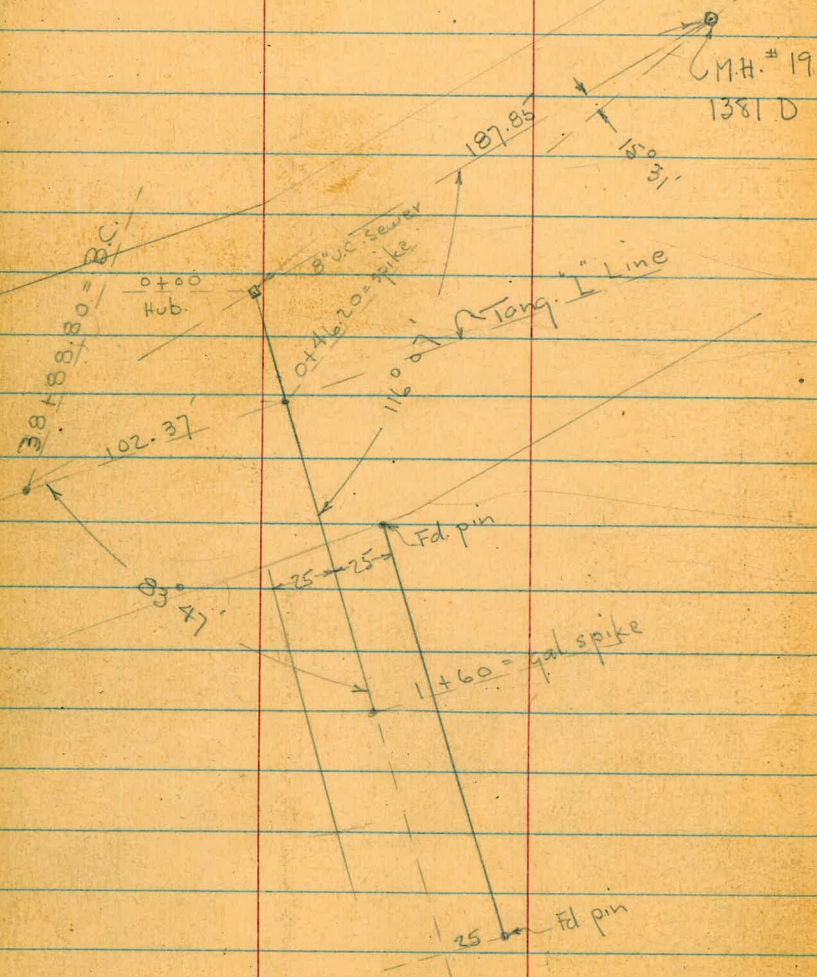 M.H. # 19
1381 D
187.85'
15° 31'
38+88.80 = B.C.
0+00
Hub.
8" V.C. Sewer
0+46.20 = spike
Tang. "L" Line
116° 07'
102.37'
Fd. pin
25 25
83° 47'
1+60 = gal spike
25
Fd pin